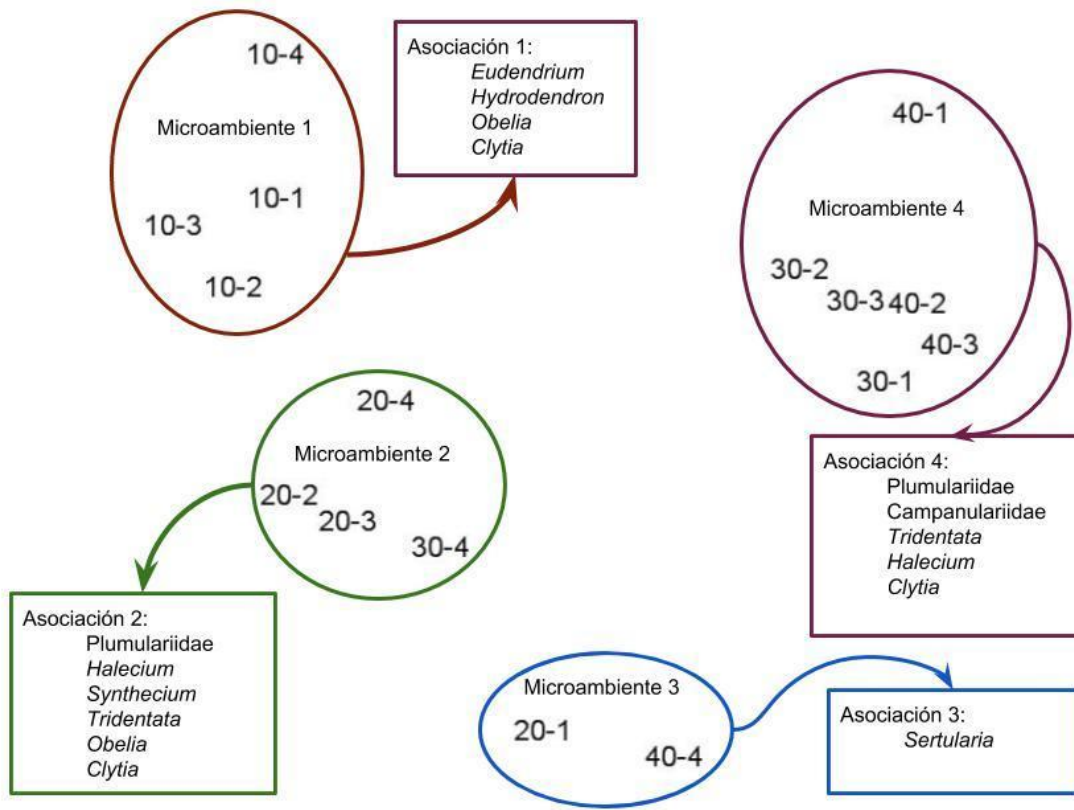 10-4
Microambiente 1
10-1
10-3
10-2
Asociación 1:
Eudendrium
Hydrodendron
Obelia
Clytia
40-1
Microambiente 4
30-2
30-3 40-2
40-3
30-1
20-4
Microambiente 2
20-2
20-3
30-4
Asociación 4:
Plumulariidae
Campanulariidae
Tridentata
Halecium
Clytia
Asociación 2:
Plumulariidae
Halecium
Synthecium
Tridentata
Obelia
Clytia
Microambiente 3
20-1
40-4
Asociación 3:
Sertularia